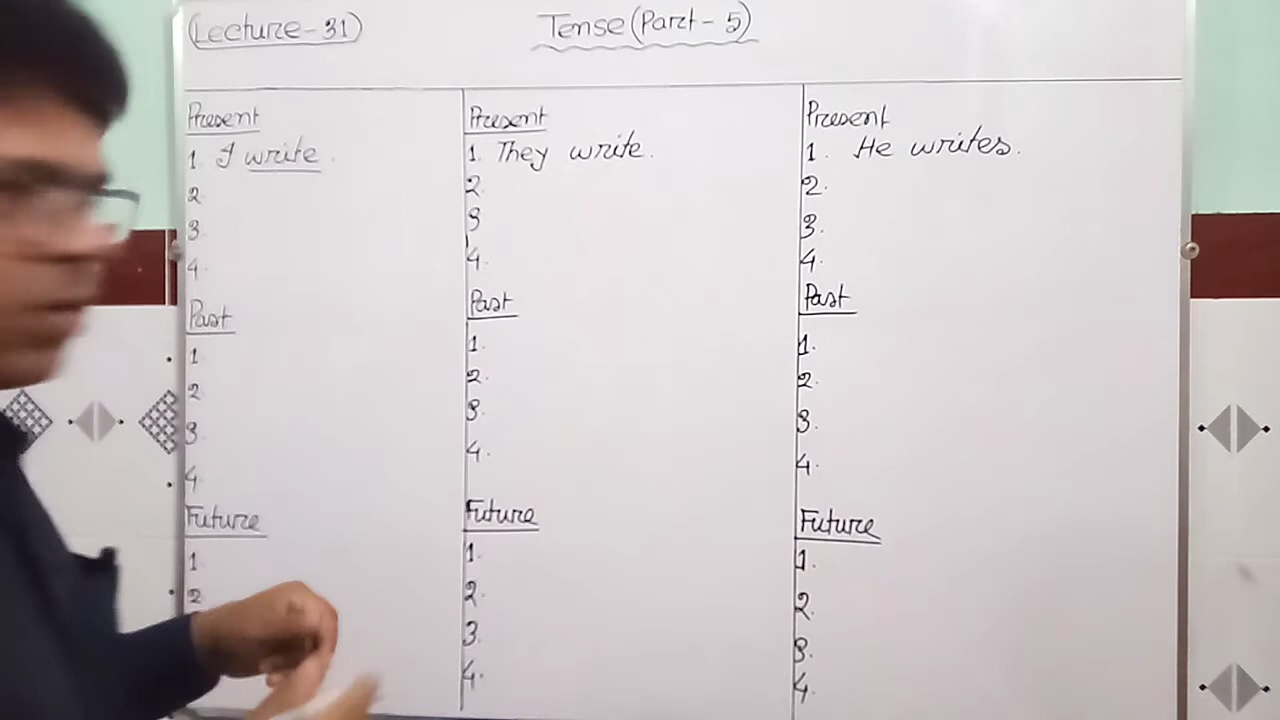 (Lecture-31)
Tense (Part-5)
Present
1. I write.
2.
3.
4.
Past
1.
2
3.
4.
Future
1.
2
Present
1. They write.
2.
3
4.
Past
1.
2.
3.
4.
Future
1.
2.
3.
4.
Present
1. He writes.
2.
3.
4.
Past
1.
2.
3.
4.
Future
1.
2.
3.
4.